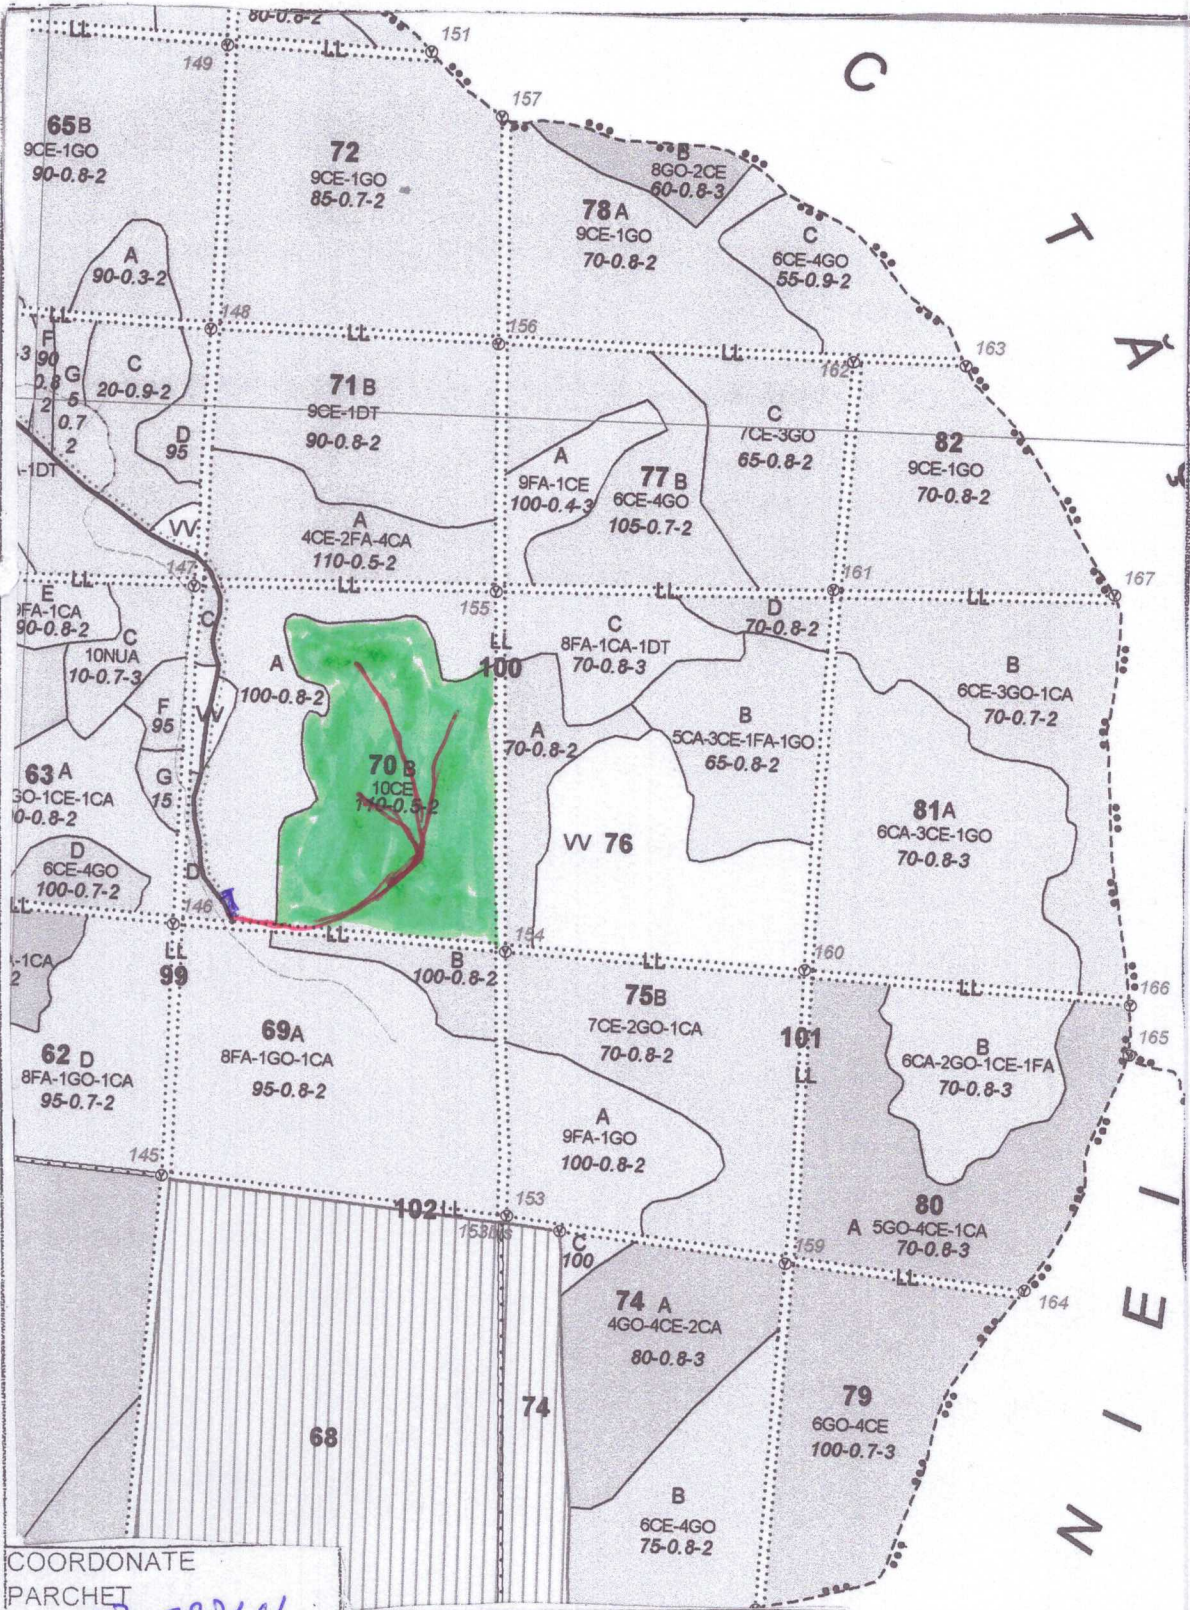 80-0.8-2
LL
LL
149
151
157
C
T
Ă
Ș
N
I
E
I
I
65 B
9CE-1GO
90-0.8-2
72
9CE-1GO
85-0.7-2
B
8GO-2CE
60-0.8-3
78 A
9CE-1GO
70-0.8-2
C
6CE-4GO
55-0.9-2
A
90-0.3-2
LL
148
LL
156
LL
162
163
F
90
0.8
2
G
5
0.7
2
C
20-0.9-2
D
95
71 B
9CE-1DT
90-0.8-2
A
9FA-1CE
100-0.4-3
77 B
6CE-4GO
105-0.7-2
C
7CE-3GO
65-0.8-2
82
9CE-1GO
70-0.8-2
-1DT
VV
A
4CE-2FA-4CA
110-0.5-2
LL
147
LL
155
LL
161
LL
167
E
9FA-1CA
90-0.8-2
C
10NUA
10-0.7-3
C
A
100-0.8-2
LL
100
C
8FA-1CA-1DT
70-0.8-3
D
70-0.8-2
B
6CE-3GO-1CA
70-0.7-2
F
95
VV
A
70-0.8-2
B
5CA-3CE-1FA-1GO
65-0.8-2
63 A
GO-1CE-1CA
0-0.8-2
G
15
70 B
10CE
110-0.5-2
VV 76
81A
6CA-3CE-1GO
70-0.8-3
D
6CE-4GO
100-0.7-2
D
LL
146
LL
99
LL
154
LL
160
LL
166
-1CA
2
B
100-0.8-2
75B
7CE-2GO-1CA
70-0.8-2
101
LL
B
6CA-2GO-1CE-1FA
70-0.8-3
165
62 D
8FA-1GO-1CA
95-0.7-2
69A
8FA-1GO-1CA
95-0.8-2
A
9FA-1GO
100-0.8-2
145
102 LL
153
153bis
C
100
159
80
A 5GO-4CE-1CA
70-0.8-3
LL
164
74 A
4GO-4CE-2CA
80-0.8-3
79
6GO-4CE
100-0.7-3
68
74
B
6CE-4GO
75-0.8-2
COORDONATE
PARCHET